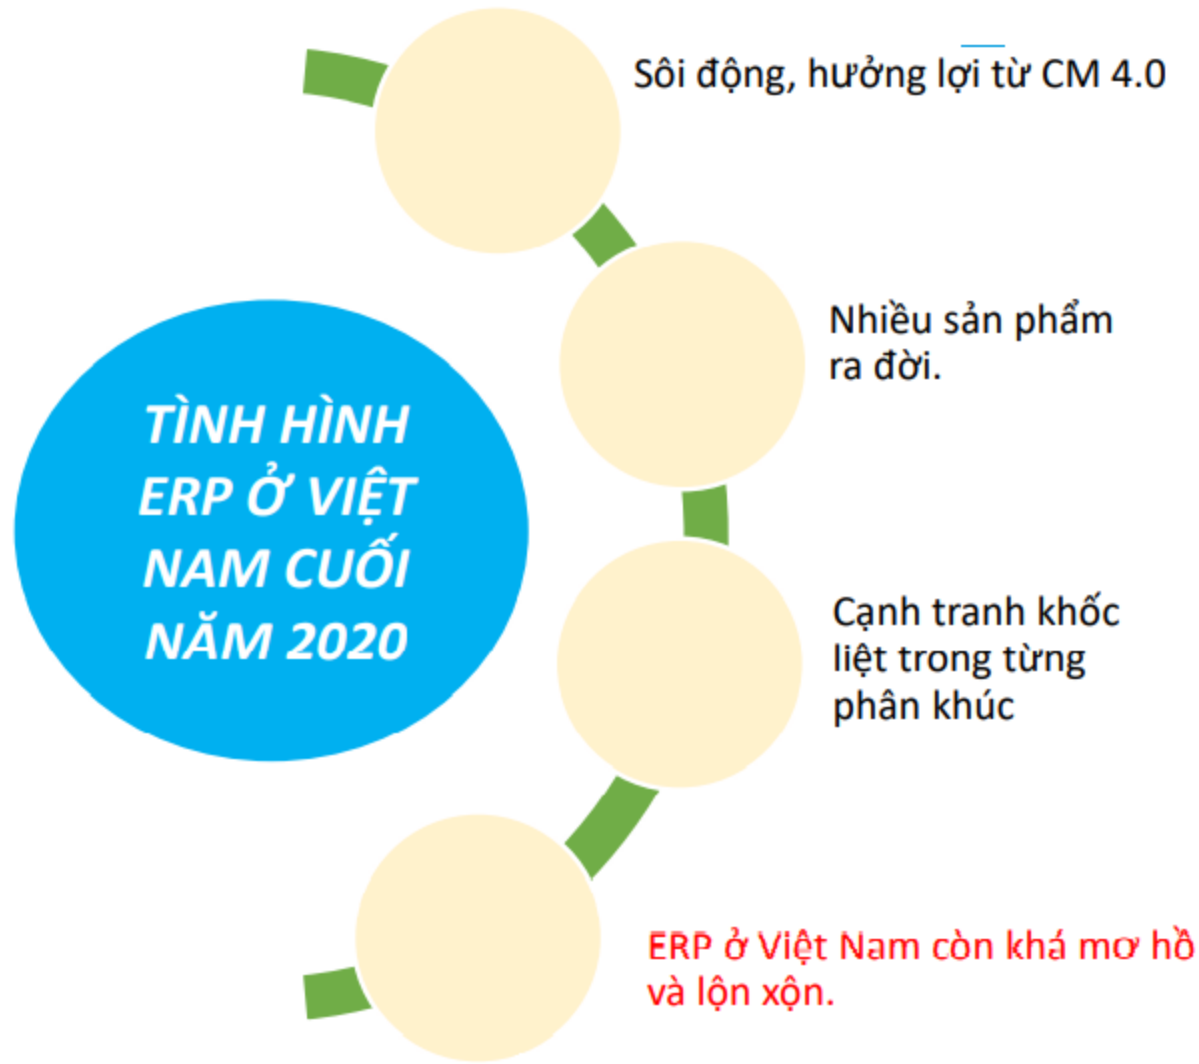 Sôi động, hưởng lợi từ CM 4.0
Nhiều sản phẩm
ra đời.
TÌNH HÌNH
ERP Ở VIỆT
NAM CUỐI
NĂM 2020
Cạnh tranh khốc
liệt trong từng
phân khúc
ERP ở Việt Nam còn khá mơ hồ
và lộn xộn.